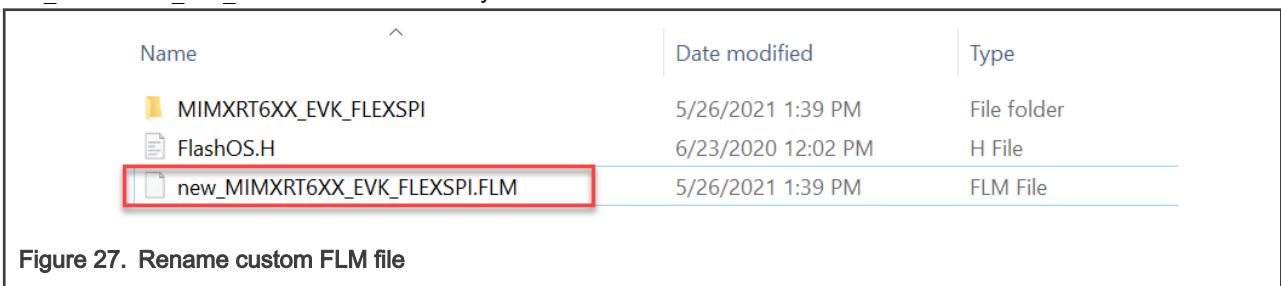 Name Date modified Type
MIMXRT6XX_EVK_FLEXSPI 5/26/2021 1:39 PM File folder
FlashOS.H 6/23/2020 12:02 PM H File
new_MIMXRT6XX_EVK_FLEXSPI.FLM 5/26/2021 1:39 PM FLM File
Figure 27. Rename custom FLM file